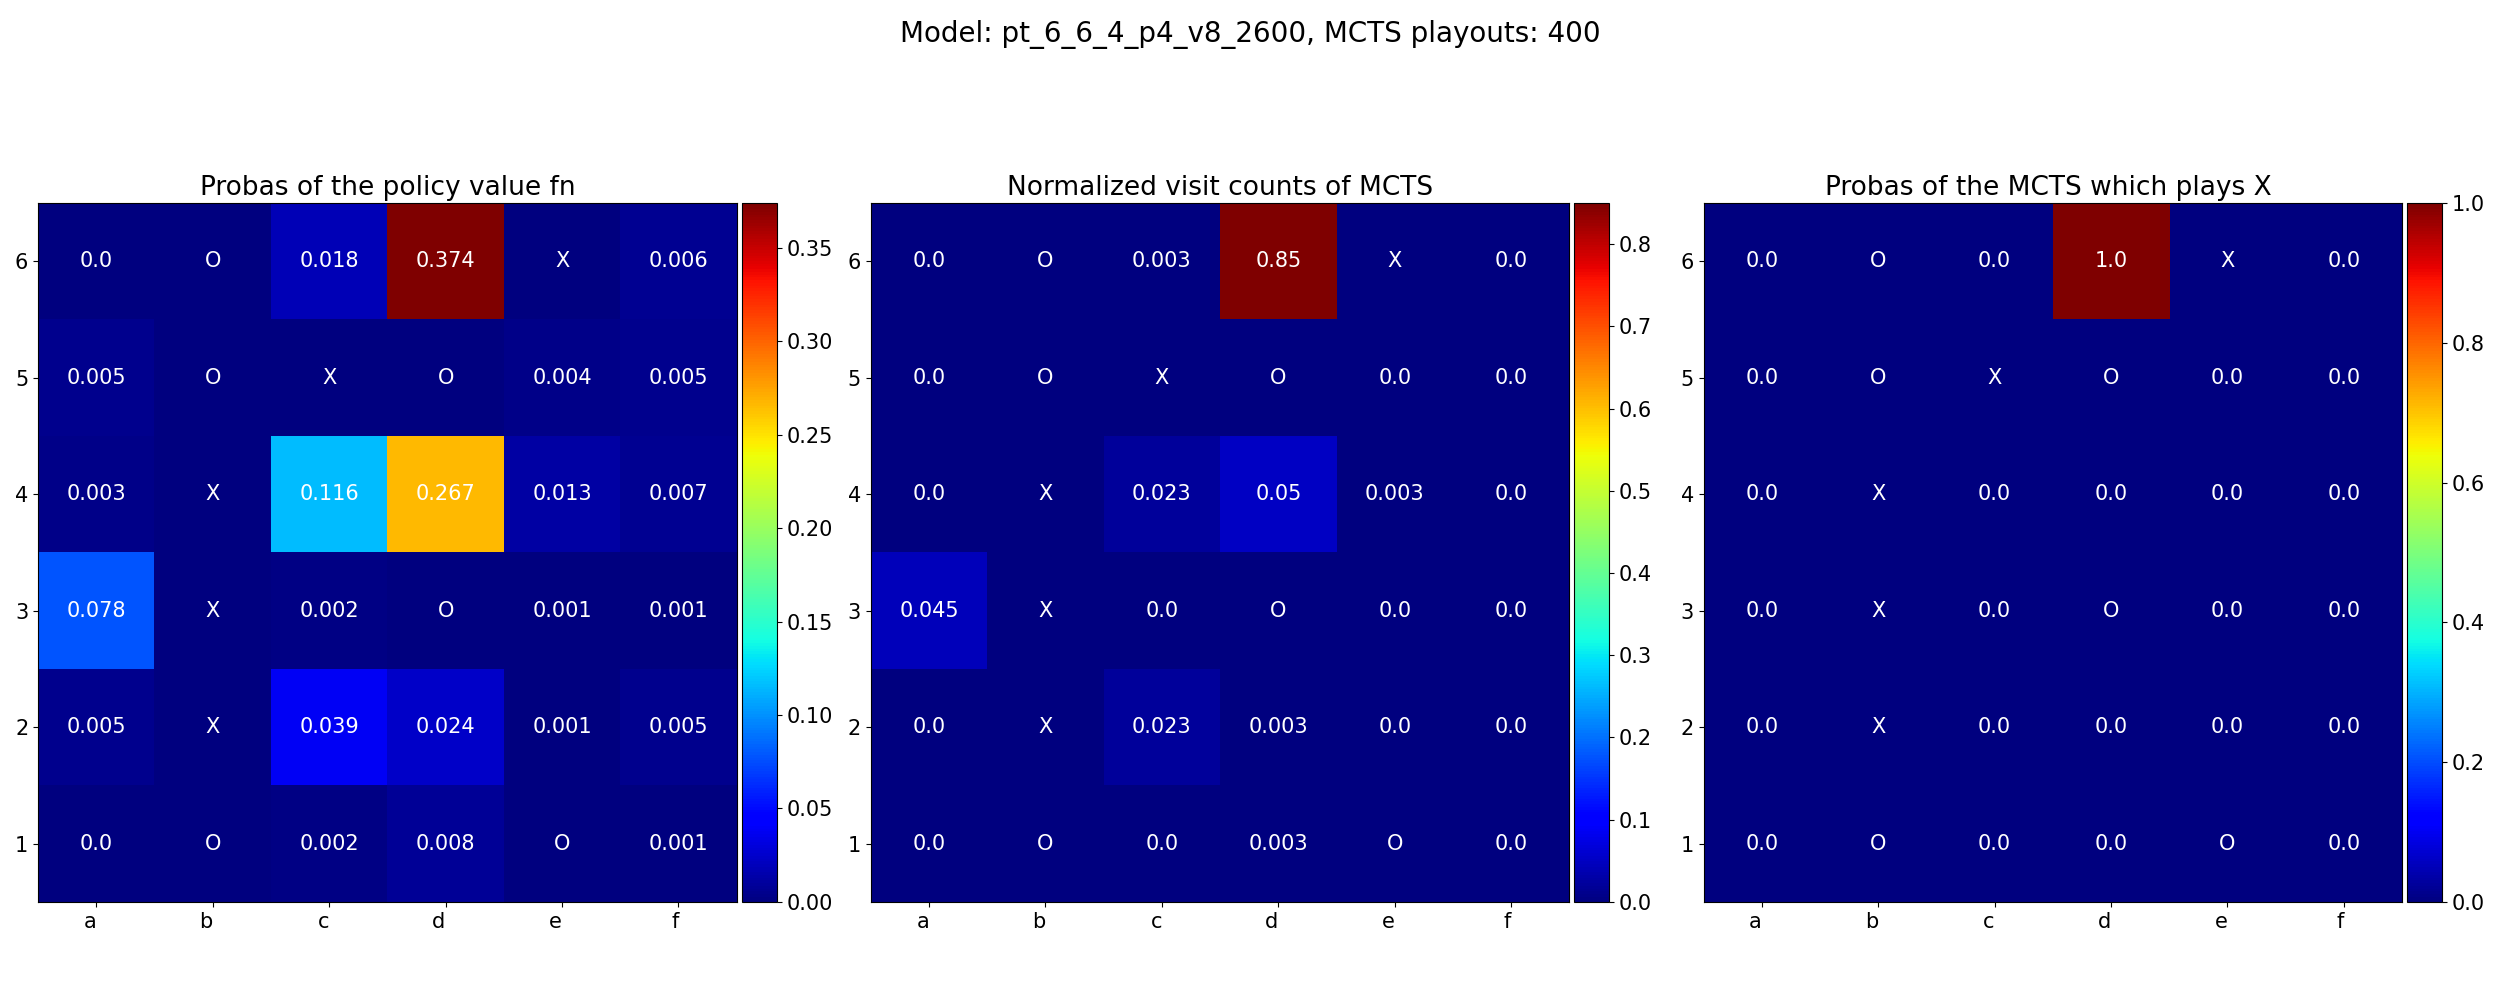 Model: pt_6_6_4_p4_v8_2600, MCTS playouts: 400
Probas of the policy value fn
6 0.0 O 0.018 0.374 X 0.006
5 0.005 O X O 0.004 0.005
4 0.003 X 0.116 0.267 0.013 0.007
3 0.078 X 0.002 O 0.001 0.001
2 0.005 X 0.039 0.024 0.001 0.005
1 0.0 O 0.002 0.008 O 0.001
a b c d e f
0.35
0.30
0.25
0.20
0.15
0.10
0.05
0.00
Normalized visit counts of MCTS
6 0.0 O 0.003 0.85 X 0.0
5 0.0 O X O 0.0 0.0
4 0.0 X 0.023 0.05 0.003 0.0
3 0.045 X 0.0 O 0.0 0.0
2 0.0 X 0.023 0.003 0.0 0.0
1 0.0 O 0.0 0.003 O 0.0
a b c d e f
0.8
0.7
0.6
0.5
0.4
0.3
0.2
0.1
0.0
Probas of the MCTS which plays X
6 0.0 O 0.0 1.0 X 0.0
5 0.0 O X O 0.0 0.0
4 0.0 X 0.0 0.0 0.0 0.0
3 0.0 X 0.0 O 0.0 0.0
2 0.0 X 0.0 0.0 0.0 0.0
1 0.0 O 0.0 0.0 O 0.0
a b c d e f
1.0
0.8
0.6
0.4
0.2
0.0